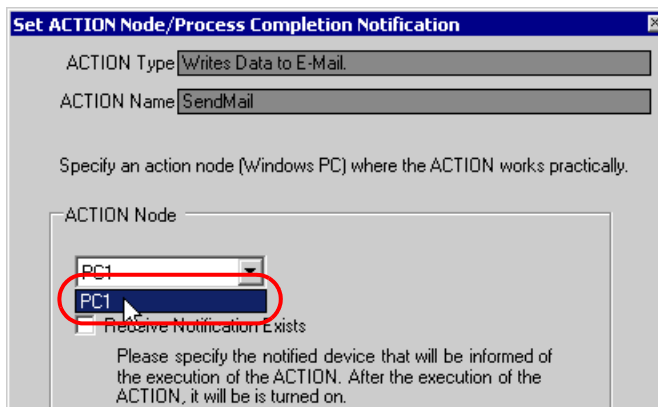 Set ACTION Node/Process Completion Notification
ACTION Type Writes Data to E-Mail.
ACTION Name SendMail
Specify an action node (Windows PC) where the ACTION works practically.
ACTION Node
PC1
PC1
Receive Notification Exists
Please specify the notified device that will be informed of
the execution of the ACTION. After the execution of the
ACTION, it will be is turned on.